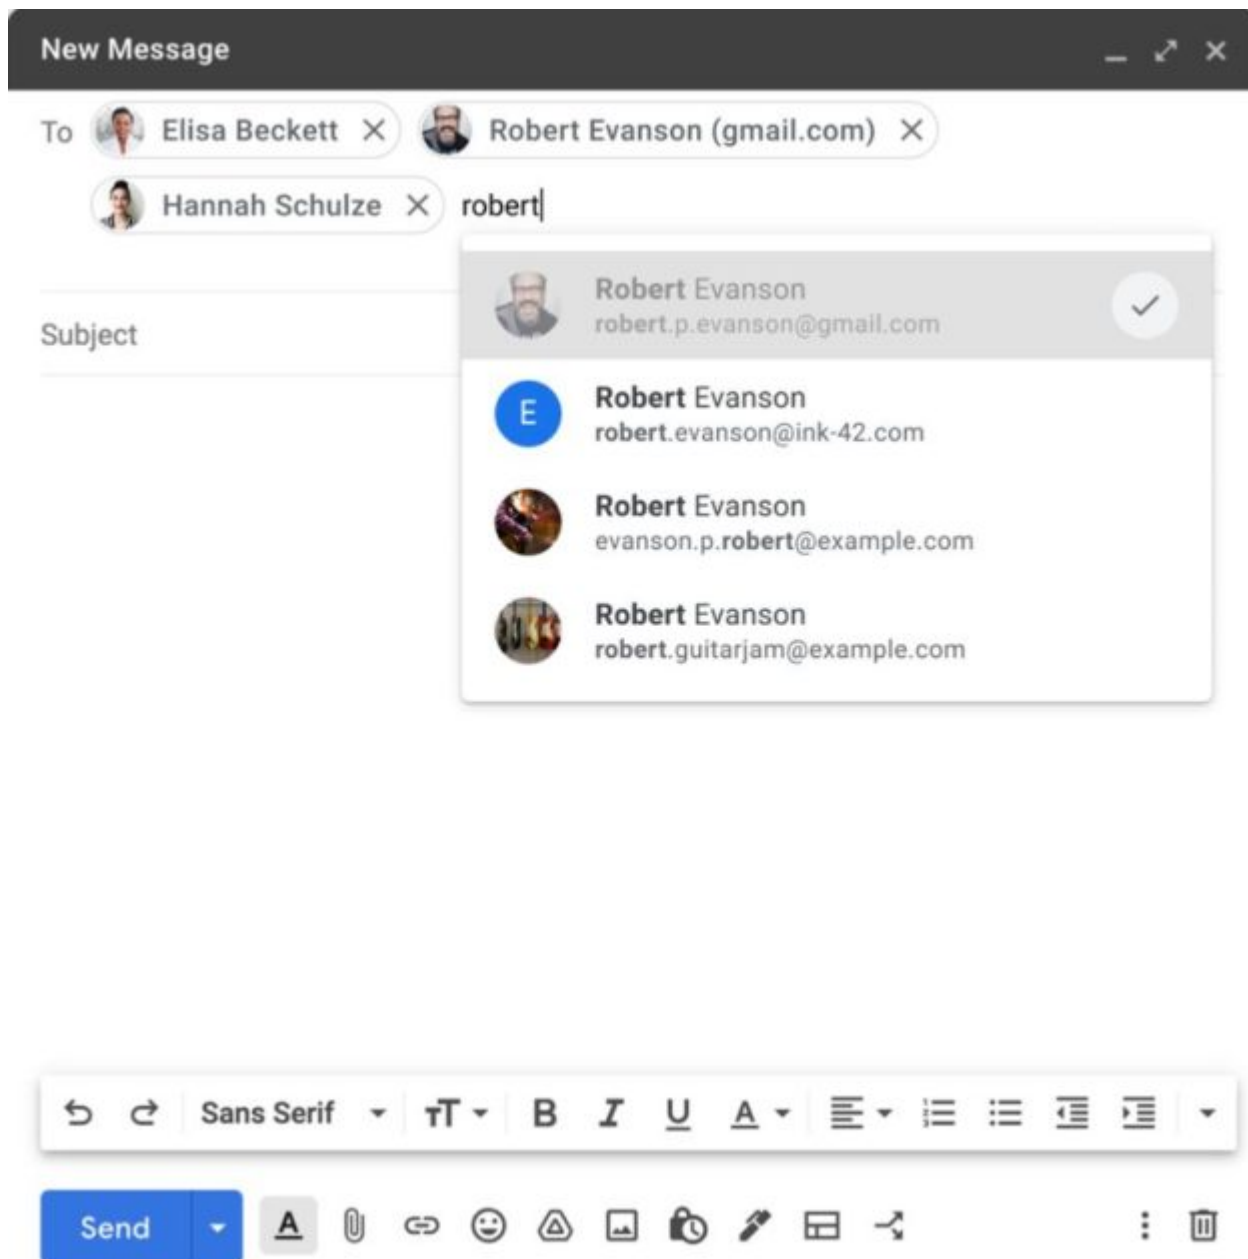 New Message
To Elisa Beckett Robert Evanson (gmail.com)
Hannah Schulze robert
Robert Evanson
robert.p.evanson@gmail.com
Subject
E
Robert Evanson
robert.evanson@ink-42.com
Robert Evanson
evanson.p.robert@example.com
Robert Evanson
robert.guitarjam@example.com
Sans Serif TT B I U A
Send A